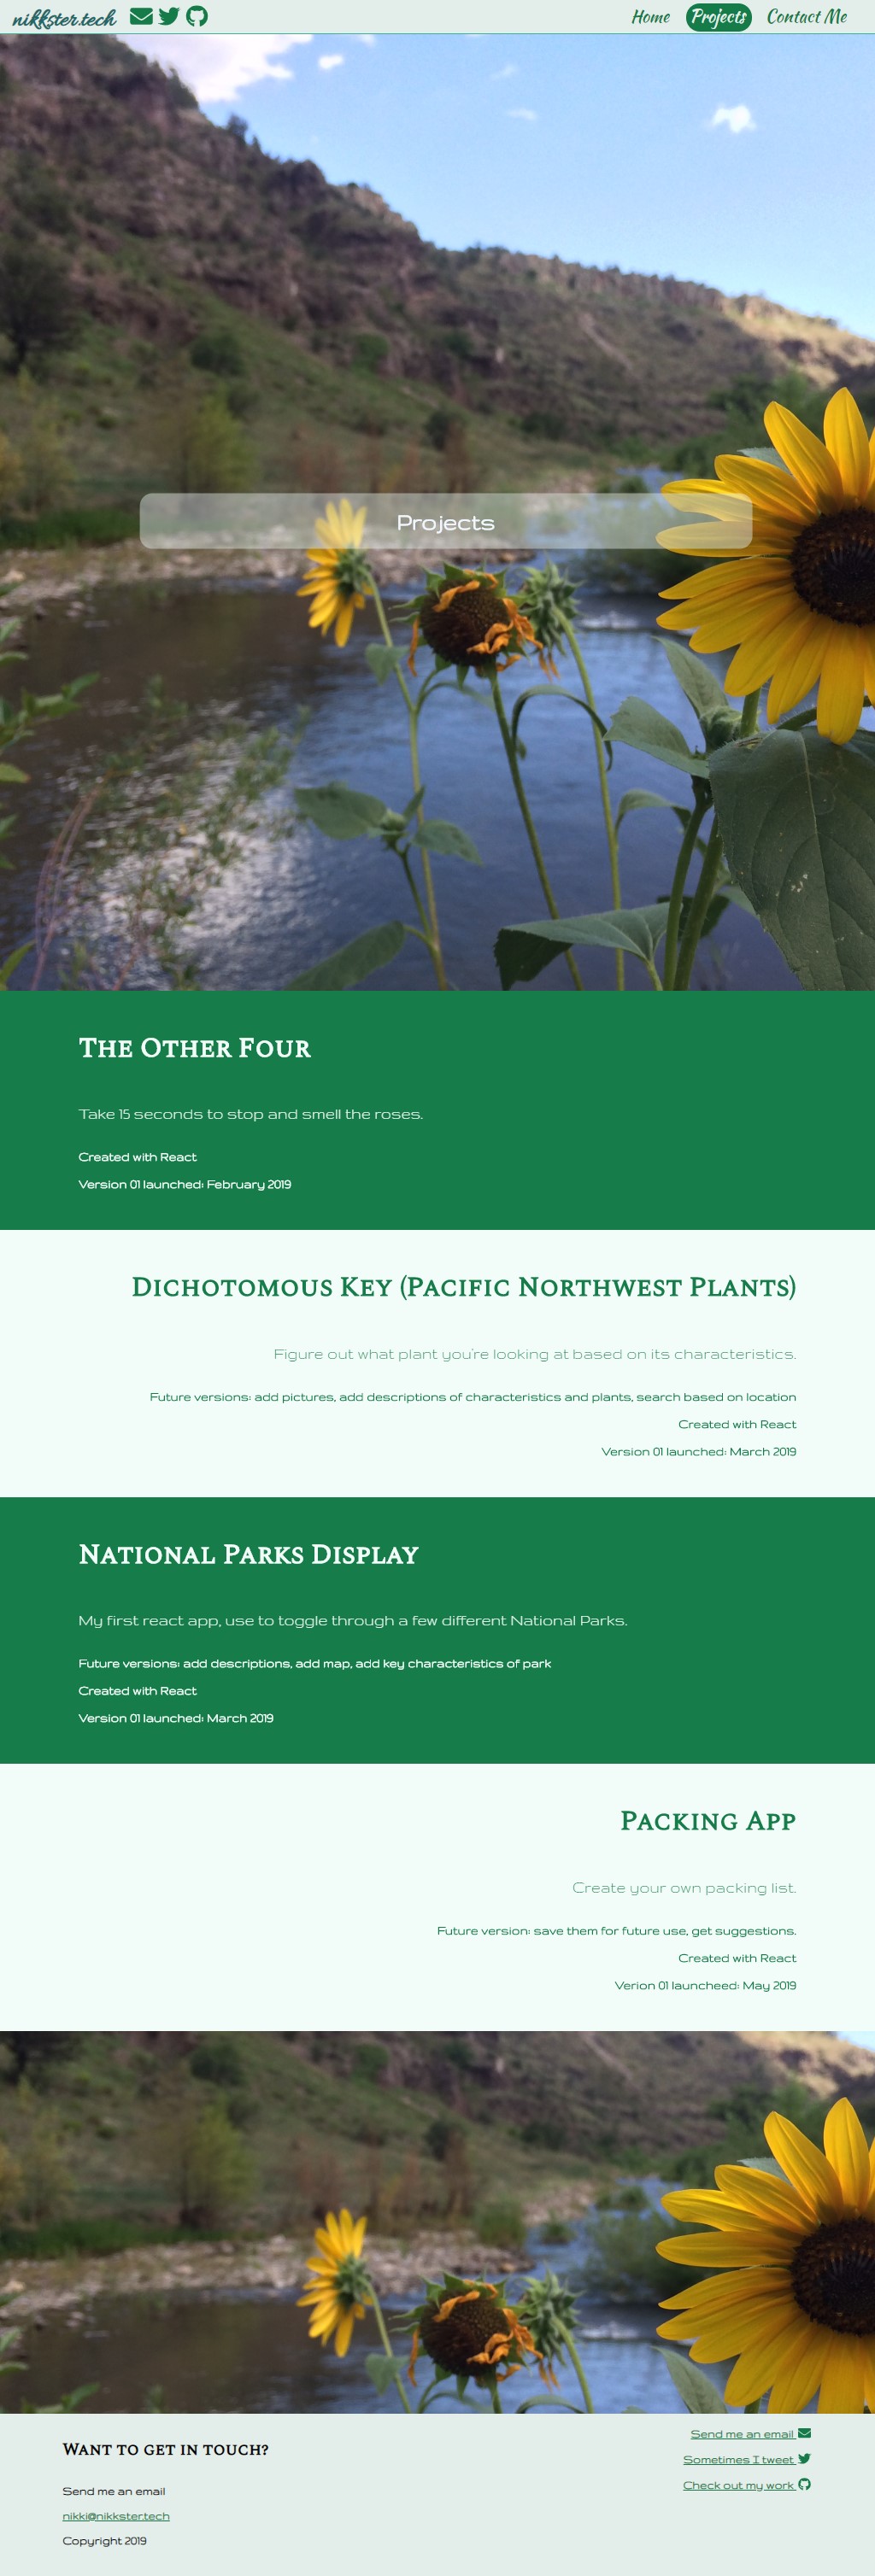 nikkster.tech Home Projects Contact Me
Projects
The Other Four
Take 15 seconds to stop and smell the roses.
Created with React
Version 01 launched: February 2019
Dichotomous Key (Pacific Northwest Plants)
Figure out what plant you're looking at based on its characteristics.
Future versions: add pictures, add descriptions of characteristics and plants, search based on location
Created with React
Version 01 launched: March 2019
National Parks Display
My first react app, use to toggle through a few different National Parks.
Future versions: add descriptions, add map, add key characteristics of park
Created with React
Version 01 launched: March 2019
Packing App
Create your own packing list.
Future version: save them for future use, get suggestions.
Created with React
Verion 01 launcheed: May 2019
Want to get in touch?
Send me an email
nikki@nikkster.tech
Copyright 2019
Send me an email
Sometimes I tweet
Check out my work